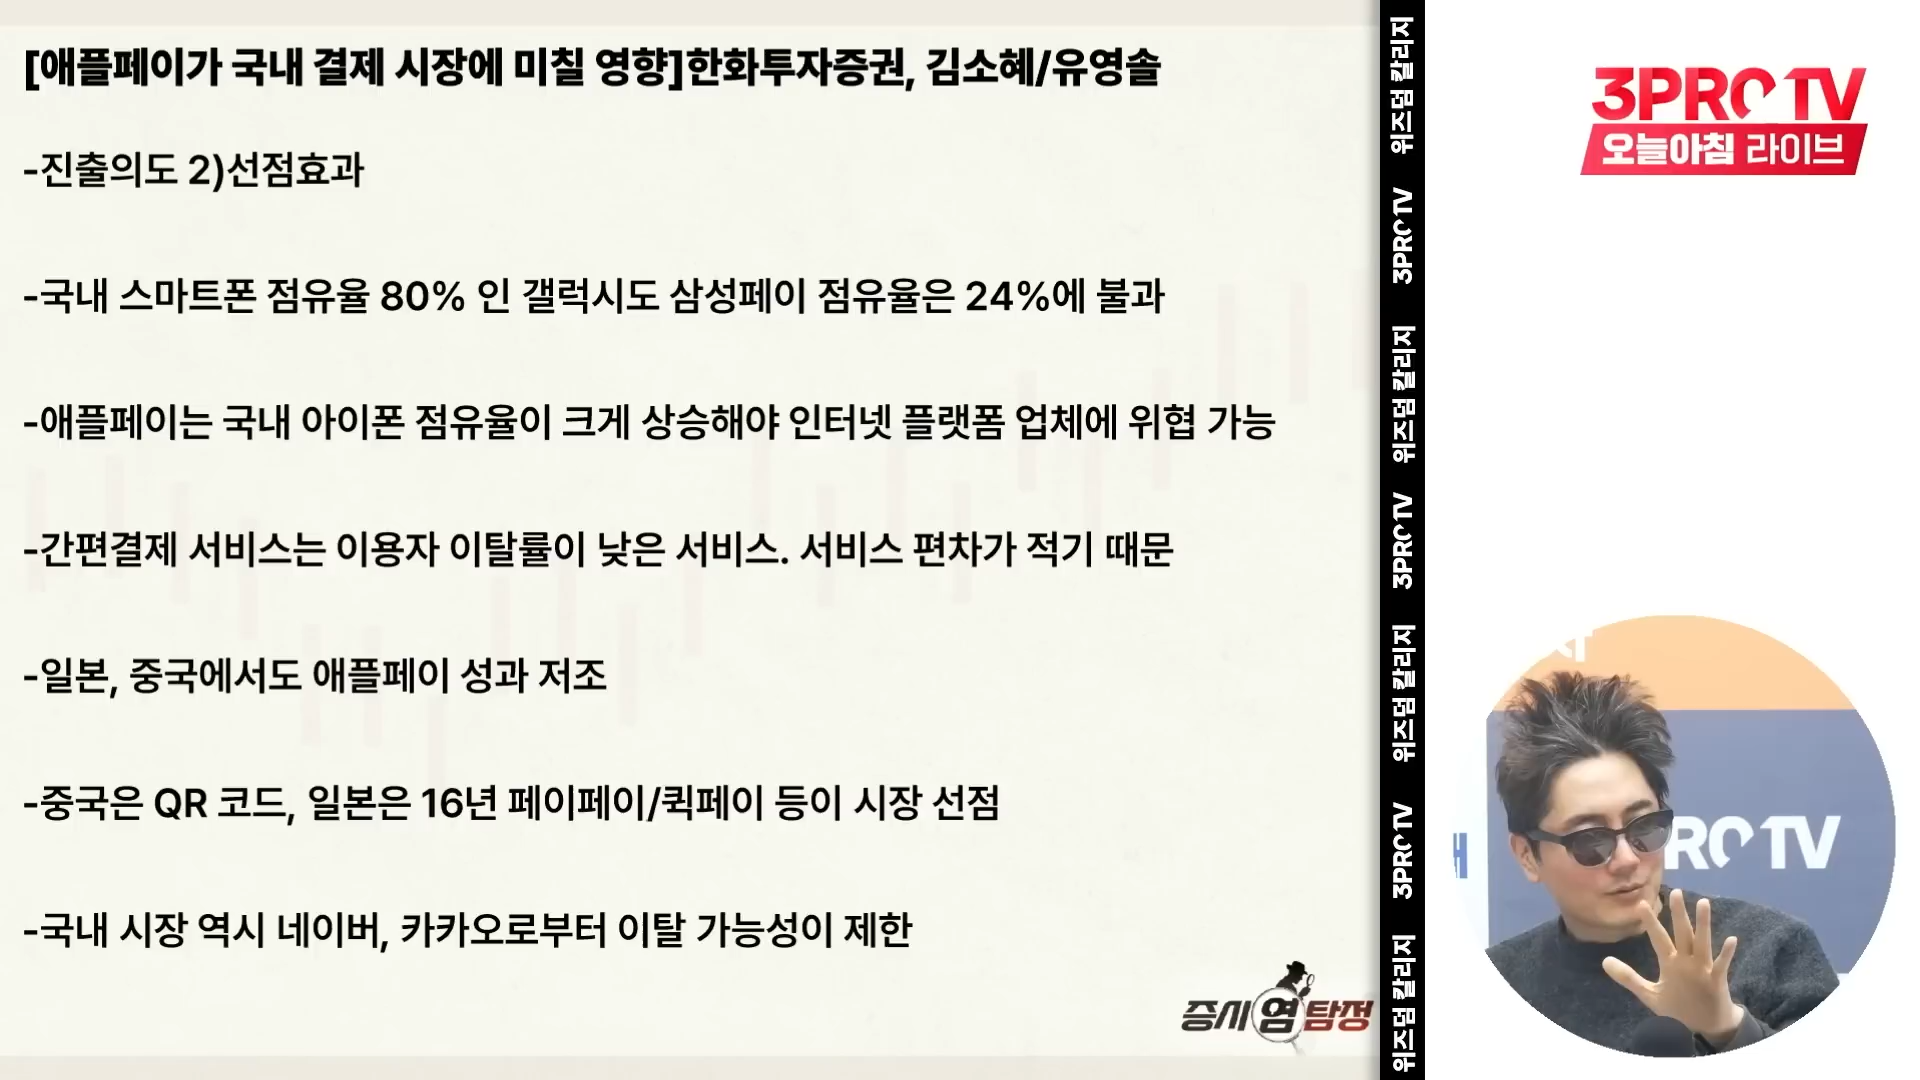 [애플페이가 국내 결제 시장에 미칠 영향]한화투자증권, 김소혜/유영솔
-진출의도 2)선점효과
-국내 스마트폰 점유율 80% 인 갤럭시도 삼성페이 점유율은 24%에 불과
-애플페이는 국내 아이폰 점유율이 크게 상승해야 인터넷 플랫폼 업체에 위협 가능
-간편결제 서비스는 이용자 이탈률이 낮은 서비스. 서비스 편차가 적기 때문
-일본, 중국에서도 애플페이 성과 저조
-중국은 QR 코드, 일본은 16년 페이페이/퀵페이 등이 시장 선점
-국내 시장 역시 네이버, 카카오로부터 이탈 가능성이 제한
증시 염 탐정
위즈덤 칼리지
3PROTV
위즈덤 칼리지
3PROTV
위즈덤 칼리지
3PROTV
위즈덤 칼리지
3PROTV
오늘아침 라이브
RO TV